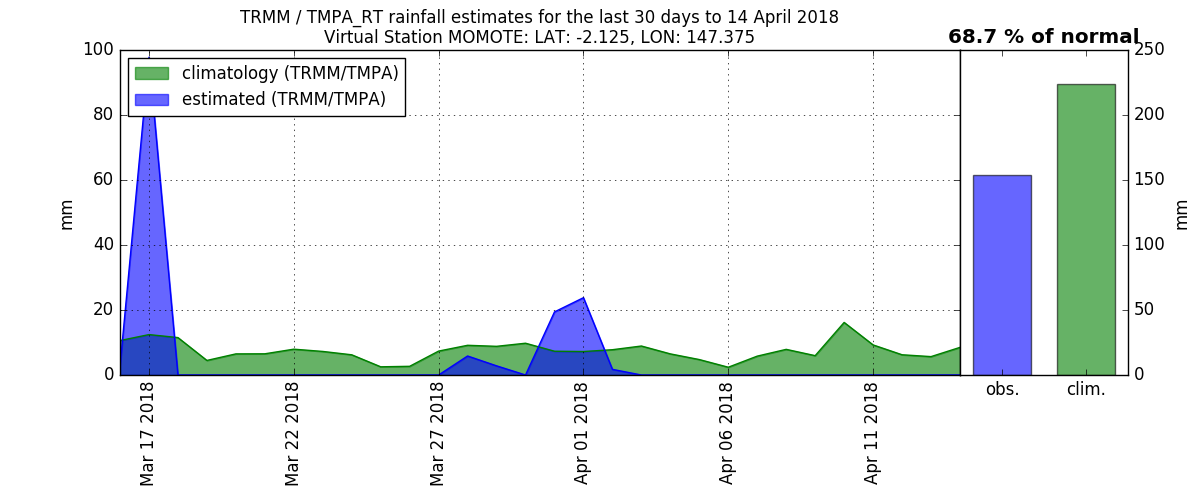 TRMM / TMPA_RT rainfall estimates for the last 30 days to 14 April 2018
Virtual Station MOMOTE: LAT: -2.125, LON: 147.375
68.7 % of normal
climatology (TRMM/TMPA)
estimated (TRMM/TMPA)
100
80
60
40
20
0
mm
250
200
150
100
50
0
mm
Mar 17 2018
Mar 22 2018
Mar 27 2018
Apr 01 2018
Apr 06 2018
Apr 11 2018
obs.
clim.